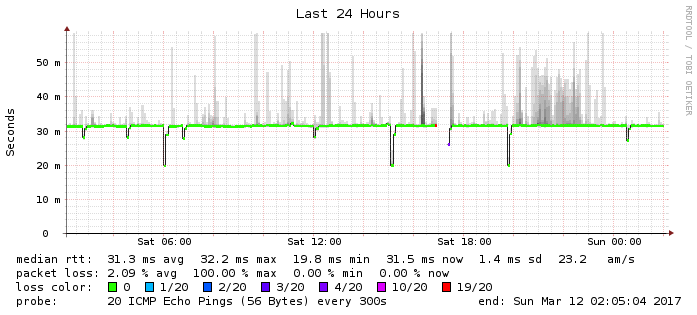 Last 24 Hours
RRDTOOL / TOBI OETIKER
Seconds
50 m
40 m
30 m
20 m
10 m
0
Sat 06:00 Sat 12:00 Sat 18:00 Sun 00:00
median rtt: 31.3 ms avg 32.2 ms max 19.8 ms min 31.5 ms now 1.4 ms sd 23.2 am/s
packet loss: 2.09 % avg 100.00 % max 0.00 % min 0.00 % now
loss color: 0 1/20 2/20 3/20 4/20 10/20 19/20
probe: 20 ICMP Echo Pings (56 Bytes) every 300s end: Sun Mar 12 02:05:04 2017